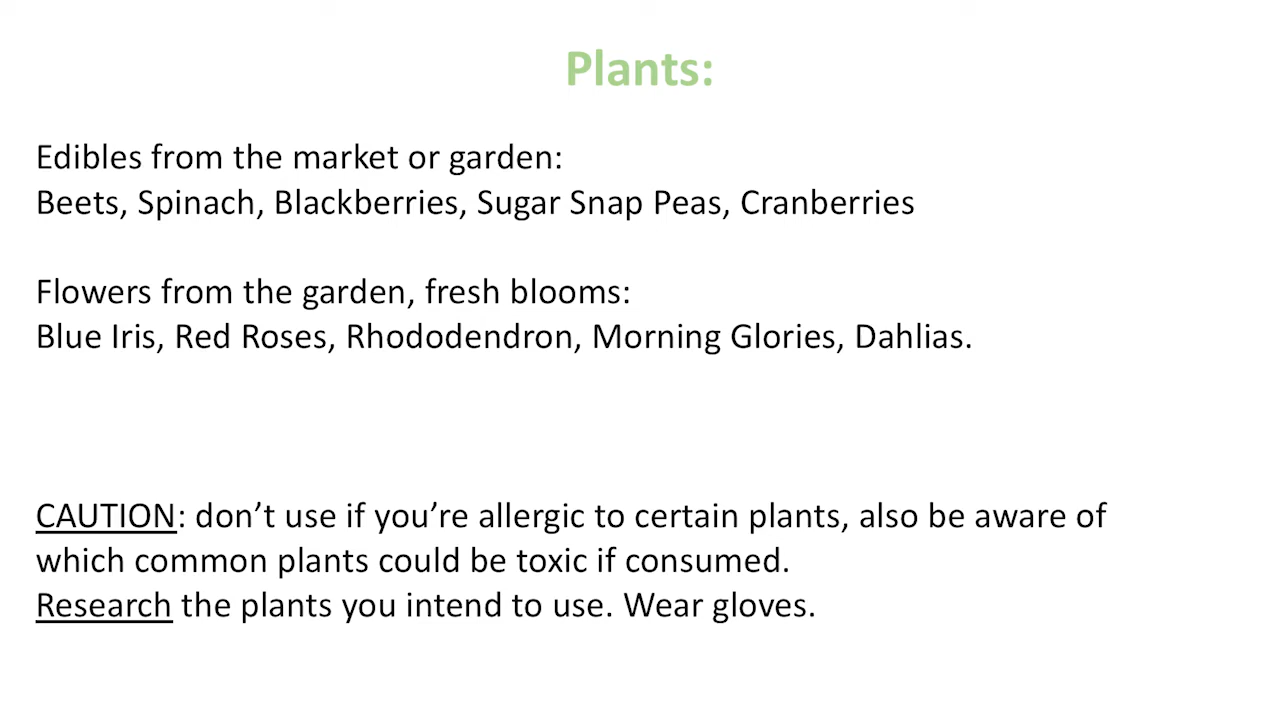 Plants:
Edibles from the market or garden:
Beets, Spinach, Blackberries, Sugar Snap Peas, Cranberries
Flowers from the garden, fresh blooms:
Blue Iris, Red Roses, Rhododendron, Morning Glories, Dahlias.
CAUTION: don’t use if you’re allergic to certain plants, also be aware of
which common plants could be toxic if consumed.
Research the plants you intend to use. Wear gloves.